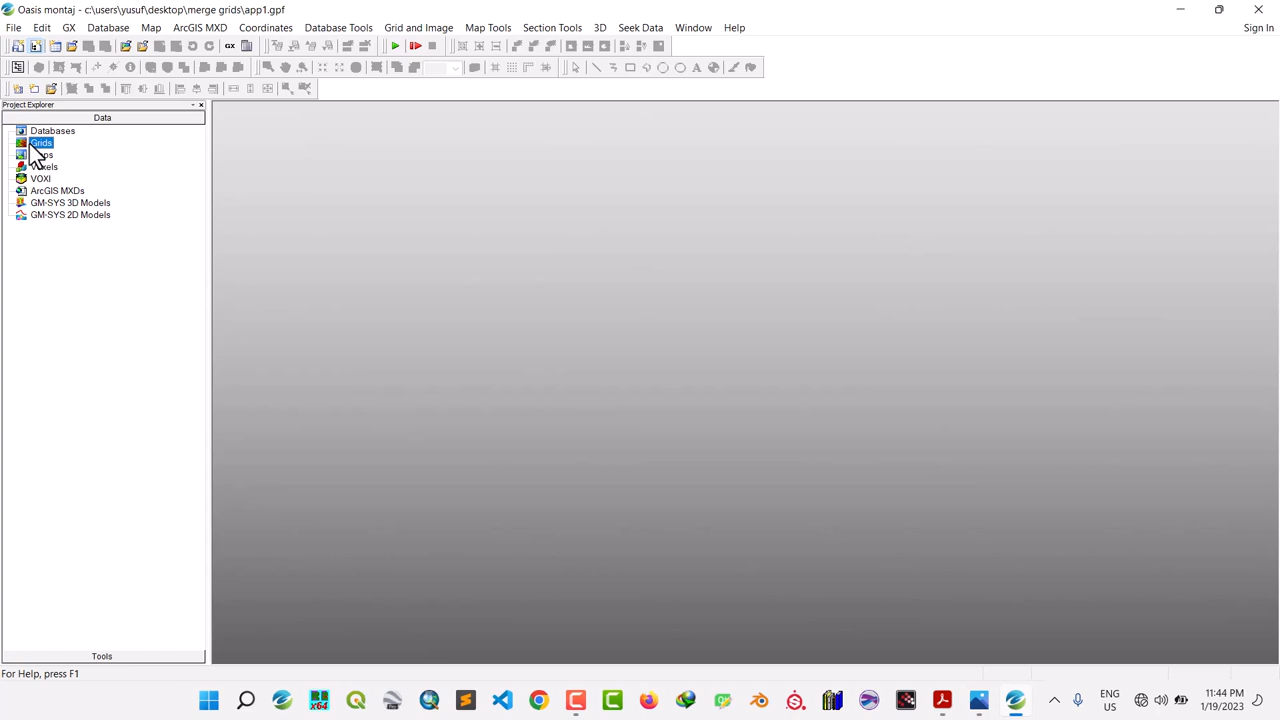 Oasis montaj - c:\users\yusuf\desktop\merge grids\app1.gpf
File Edit GX Database Map ArcGIS MXD Coordinates Database Tools Grid and Image Map Tools Section Tools 3D Seek Data Window Help Sign In
GX
Project Explorer
Data
Databases
Grids
VOXI
ArcGIS MXDs
GM-SYS 3D Models
GM-SYS 2D Models
Tools
For Help, press F1
ENG
US
11:44 PM
1/19/2023